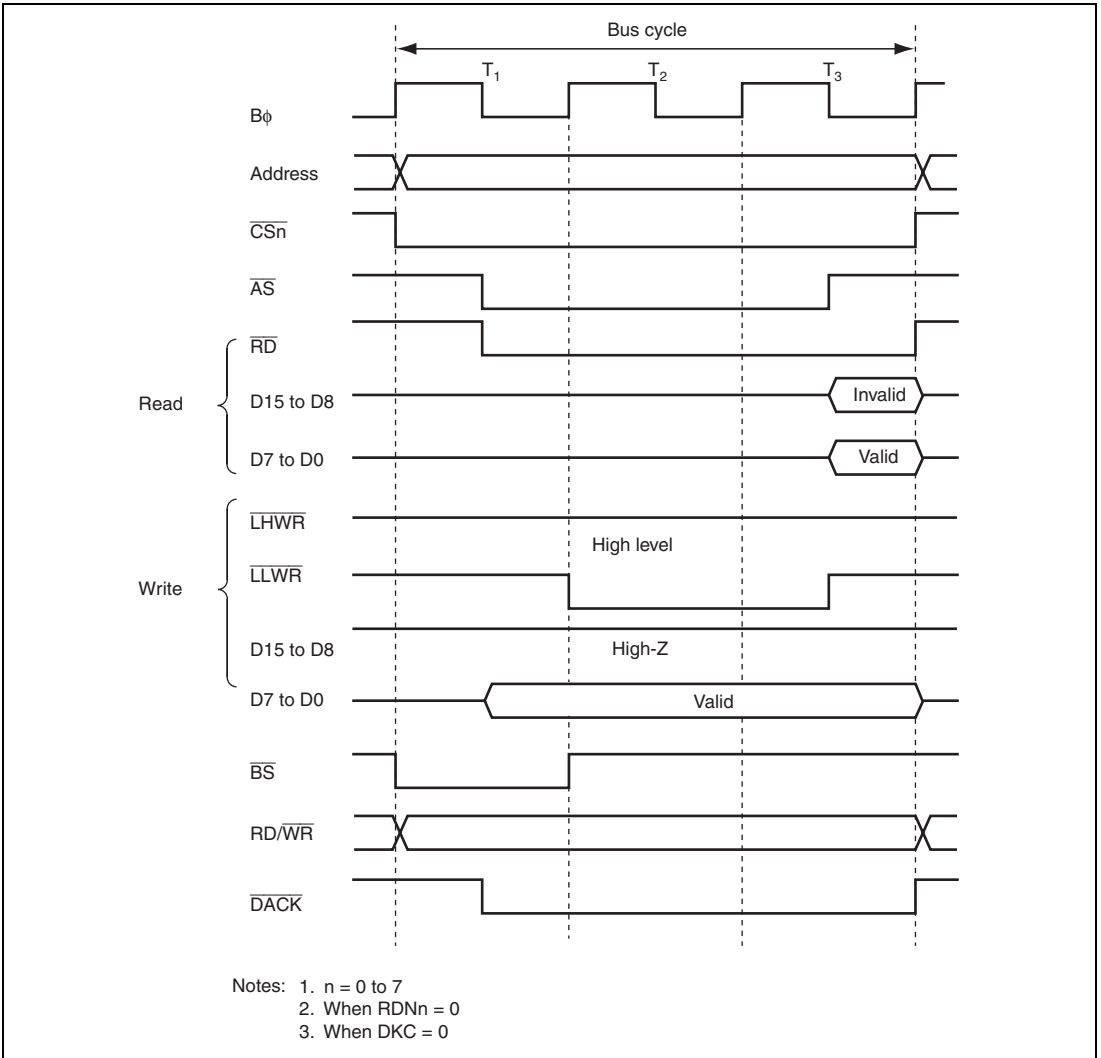 Bus cycle
T1 T2 T3
Bϕ
Address
CSn
AS
RD
Read
D15 to D8 Invalid
D7 to D0 Valid
LHWR
High level
LLWR
Write
D15 to D8 High-Z
D7 to D0 Valid
BS
RD/WR
DACK
Notes: 1. n = 0 to 7
2. When RDNn = 0
3. When DKC = 0